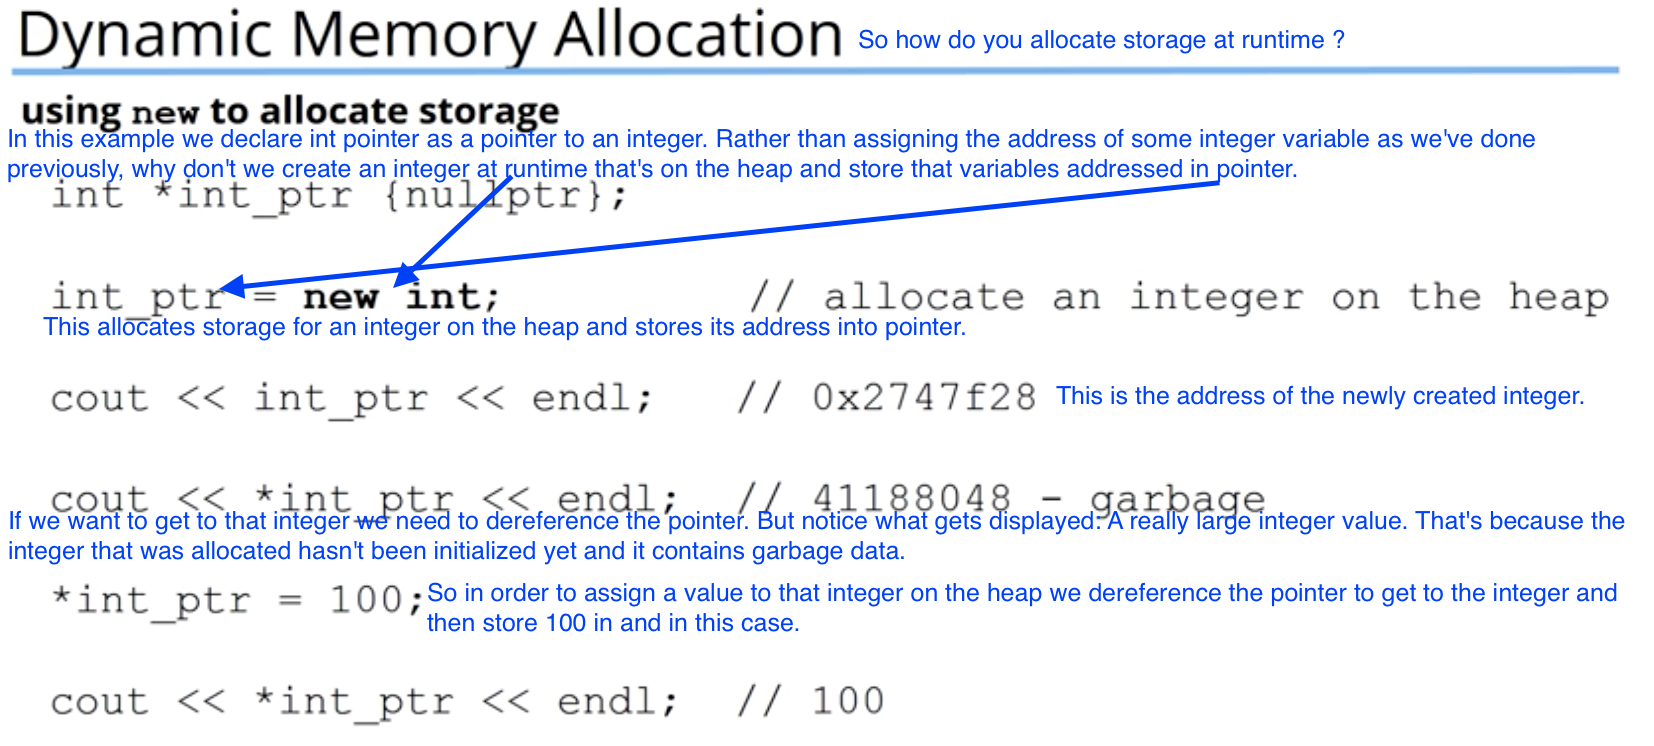 Dynamic Memory Allocation So how do you allocate storage at runtime ?
using new to allocate storage
In this example we declare int pointer as a pointer to an integer. Rather than assigning the address of some integer variable as we've done
previously, why don't we create an integer at runtime that's on the heap and store that variables addressed in pointer.
int *int_ptr {nullptr};
int_ptr = new int; // allocate an integer on the heap
This allocates storage for an integer on the heap and stores its address into pointer.
cout << int_ptr << endl; // 0x2747f28 This is the address of the newly created integer.
cout << *int_ptr << endl; // 41188048 - garbage
If we want to get to that integer we need to dereference the pointer. But notice what gets displayed: A really large integer value. That's because the
integer that was allocated hasn't been initialized yet and it contains garbage data.
*int_ptr = 100; So in order to assign a value to that integer on the heap we dereference the pointer to get to the integer and
then store 100 in and in this case.
cout << *int_ptr << endl; // 100